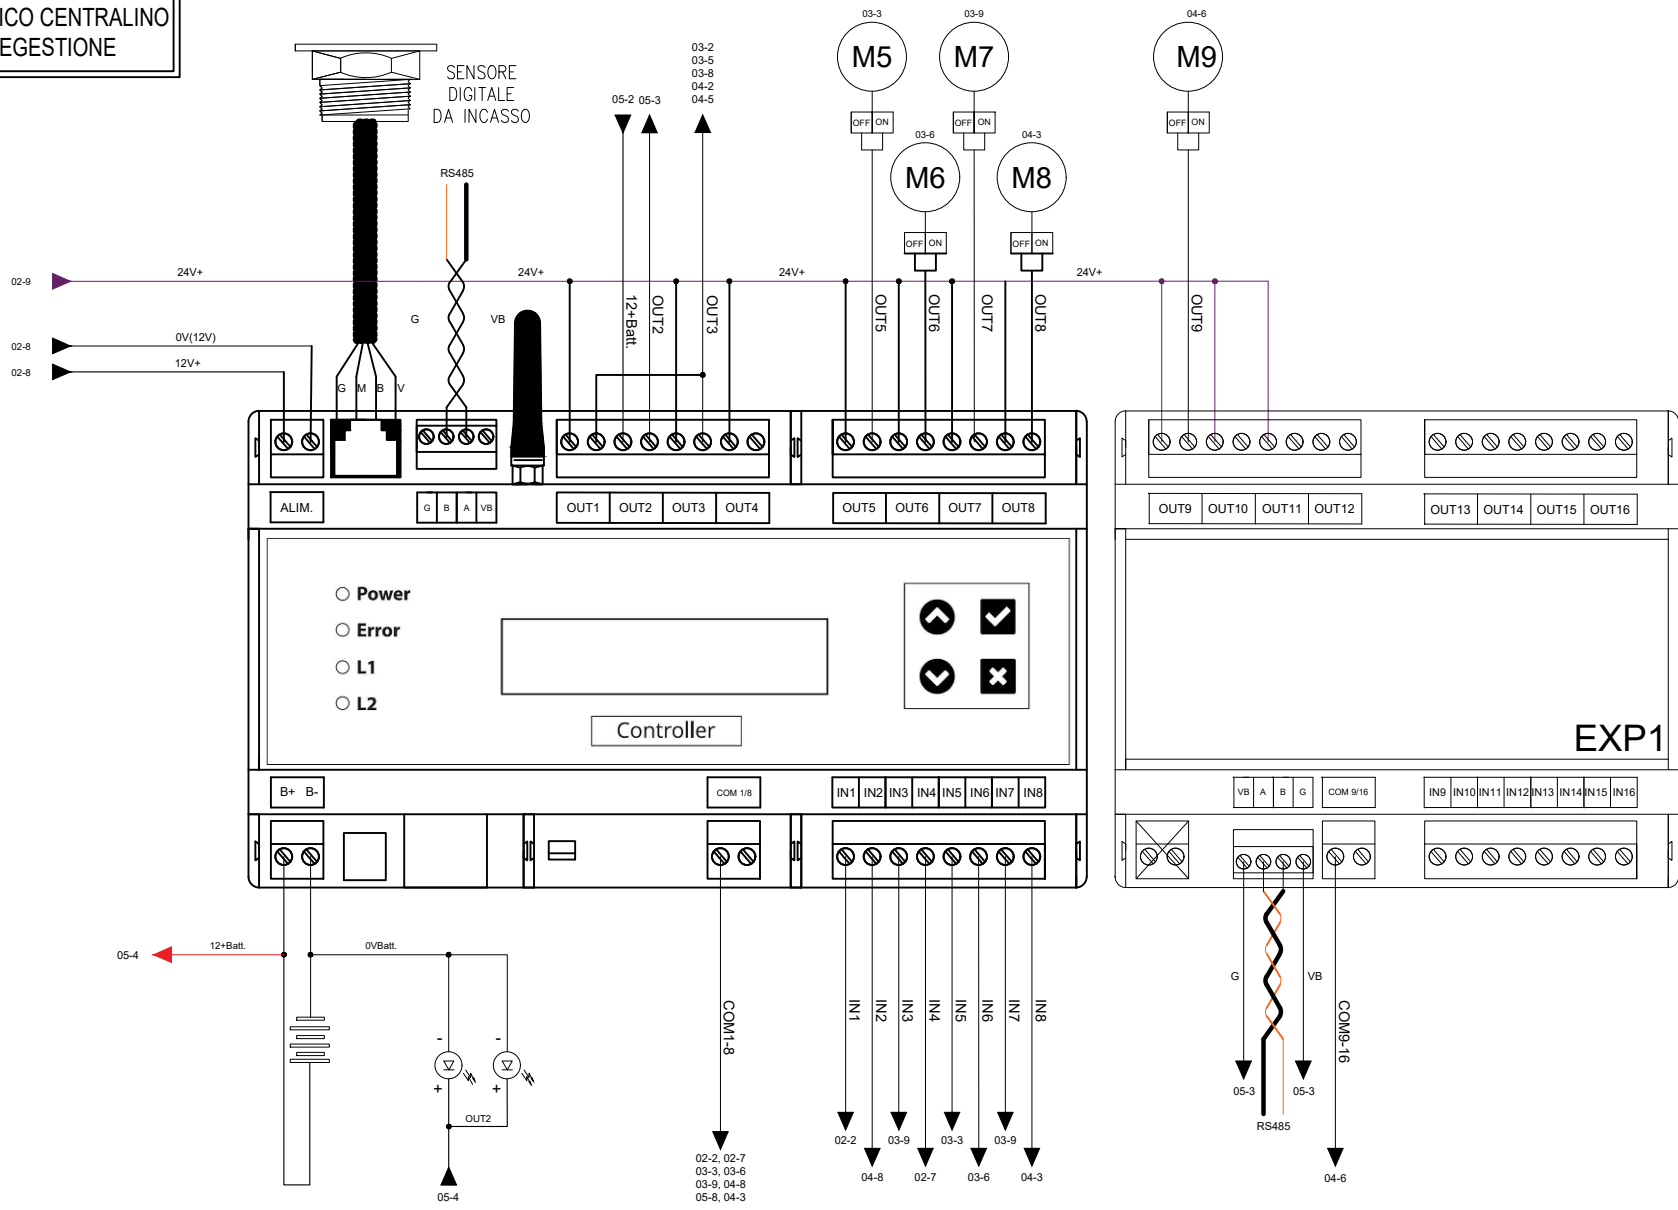 ICO CENTRALINO
EGESTIONE
SENSORE
DIGITALE
DA INCASSO
RS485
05-2 05-3
03-2
03-5
03-8
04-2
04-5
03-3
M5
OFF ON
03-9
M7
OFF ON
04-6
M9
OFF ON
03-6
M6
OFF ON
04-3
M8
OFF ON
02-9
24V+
24V+
24V+
24V+
02-8
0V(12V)
02-8
12V+
G
VB
G M B V
12+Batt.
OUT2
OUT3
OUT5
OUT6
OUT7
OUT8
OUT9
ALIM.
G B A VB
OUT1 OUT2 OUT3 OUT4
OUT5 OUT6 OUT7 OUT8
OUT9 OUT10 OUT11 OUT12
OUT13 OUT14 OUT15 OUT16
Power
Error
L1
L2
Controller
EXP1
B+ B-
COM 1/8
IN1 IN2 IN3 IN4 IN5 IN6 IN7 IN8
VB A B G
COM 9/16
IN9 IN10 IN11 IN12 IN13 IN14 IN15 IN16
05-4
12+Batt.
0VBatt.
-
+
-
+
OUT2
05-4
COM1-8
02-2, 02-7
03-3, 03-6
03-9, 04-8
05-8, 04-3
IN1
IN2
IN3
IN4
IN5
IN6
IN7
IN8
02-2
04-8
03-9
02-7
03-3
03-6
03-9
04-3
G
VB
05-3
05-3
RS485
COM9-16
04-6